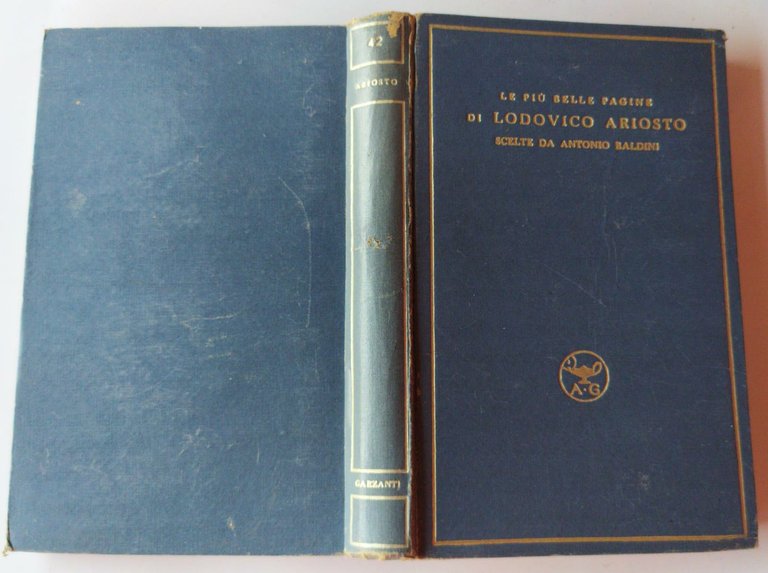 42
ARIOSTO
GARZANTI
LE PIÙ BELLE PAGINE
DI LODOVICO ARIOSTO
SCELTE DA ANTONIO BALDINI
A·G